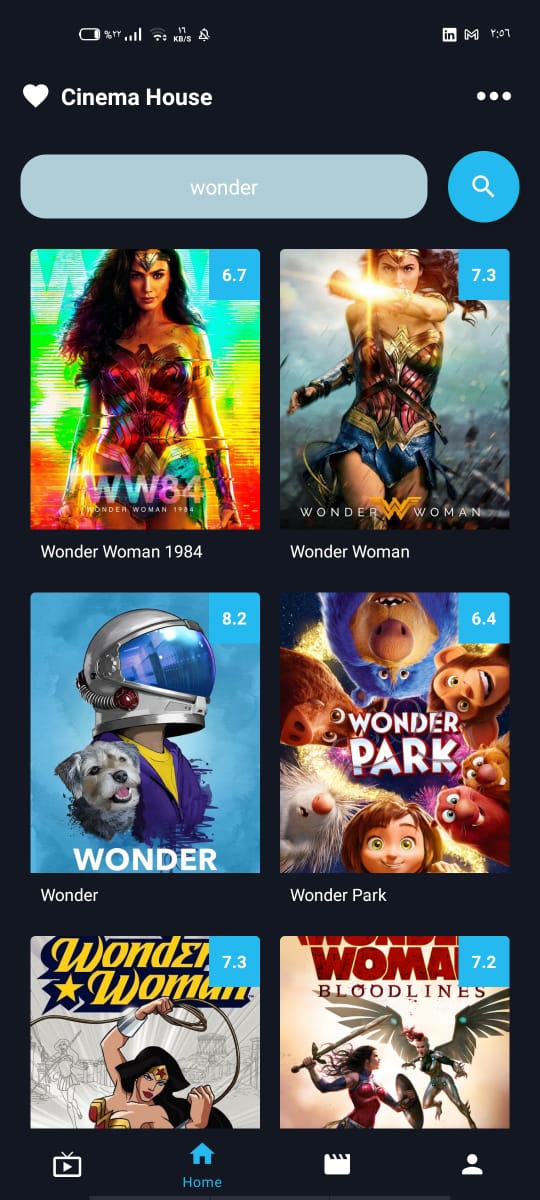 %٢٢
١٦
KB/S
in
٢:٥٦
Cinema House
wonder
6.7
7.3
WW84
WONDER WOMAN 1984
WONDER WOMAN
Wonder Woman 1984
Wonder Woman
8.2
6.4
WONDER
PARK
WONDER
Wonder
Wonder Park
7.3
7.2
Wonder
Woman
WONDER
WOMAN
BLOODLINES
Home